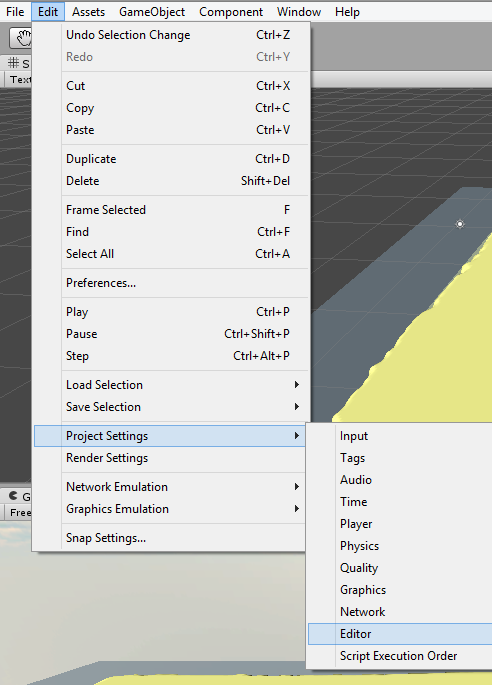 File Edit Assets GameObject Component Window Help
Undo Selection Change Ctrl+Z
Redo Ctrl+Y
Cut Ctrl+X
Copy Ctrl+C
Paste Ctrl+V
Duplicate Ctrl+D
Delete Shift+Del
Frame Selected F
Find Ctrl+F
Select All Ctrl+A
Preferences...
Play Ctrl+P
Pause Ctrl+Shift+P
Step Ctrl+Alt+P
Load Selection
Save Selection
Project Settings
Render Settings
Network Emulation
Graphics Emulation
Snap Settings...
Input
Tags
Audio
Time
Player
Physics
Quality
Graphics
Network
Editor
Script Execution Order
S
Text
G
Free